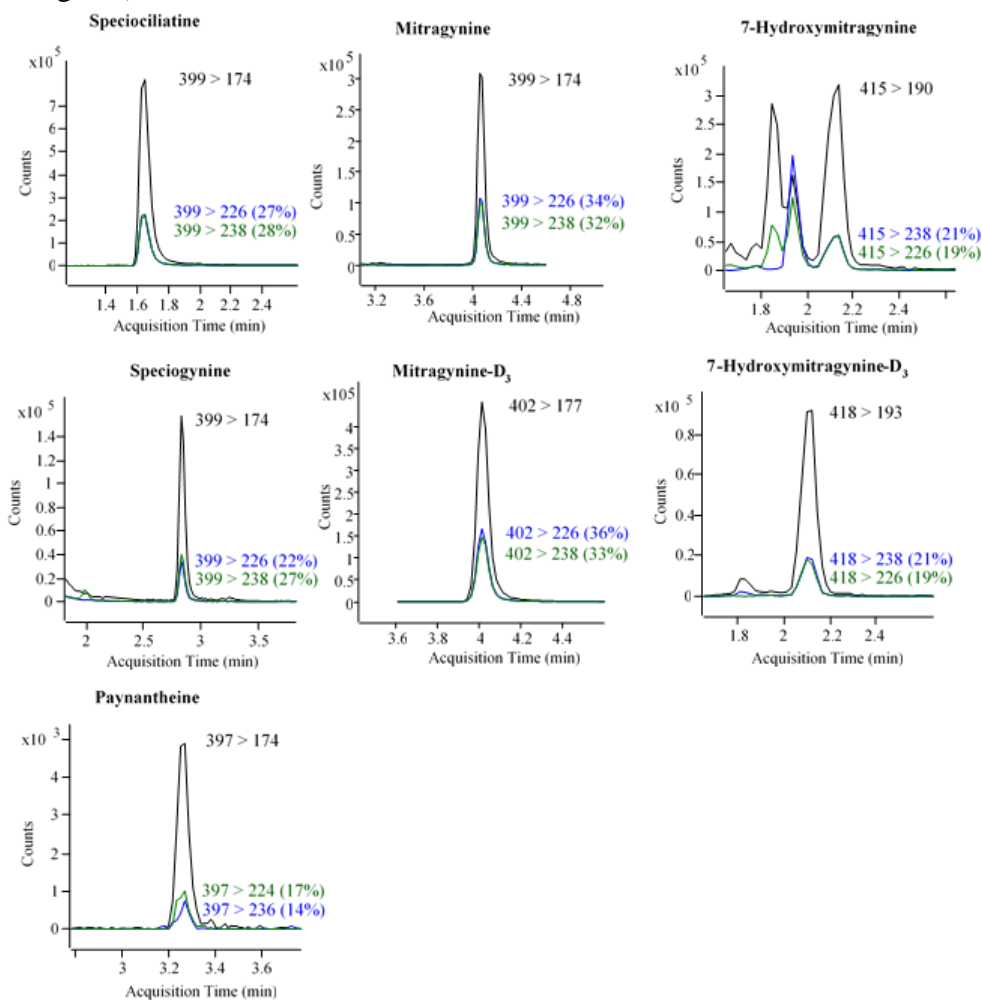 Speciociliatine
x10 5
399 > 174
7
6
5
4
3
2
1
0
399 > 226 (27%)
399 > 238 (28%)
Counts
1.4 1.6 1.8 2 2.2 2.4
Acquisition Time (min)
Mitragynine
x10 5
399 > 174
3
2.5
2
1.5
1
0.5
0
399 > 226 (34%)
399 > 238 (32%)
Counts
3.2 3.6 4 4.4 4.8
Acquisition Time (min)
7-Hydroxymitragynine
x10 5
415 > 190
3
2.5
2
1.5
1
0.5
0
415 > 238 (21%)
415 > 226 (19%)
Counts
1.8 2 2.2 2.4
Acquisition Time (min)
Speciogynine
x10 5
399 > 174
1.4
1.2
1
0.8
0.6
0.4
0.2
0
399 > 226 (22%)
399 > 238 (27%)
Counts
2 2.5 3 3.5
Acquisition Time (min)
Mitragynine-D3
x105
402 > 177
4
3.5
3
2.5
2
1.5
1
0.5
0
402 > 226 (36%)
402 > 238 (33%)
Counts
3.6 4 4.2 4.4
Acquisition Time (min)
7-Hydroxymitragynine-D3
x10 5
418 > 193
0.8
0.6
0.4
0.2
0
418 > 238 (21%)
418 > 226 (19%)
Counts
1.8 2 2.2 2.4
Acquisition Time (min)
Paynantheine
x10 3
397 > 174
4
3
2
1
0
397 > 224 (17%)
397 > 236 (14%)
Counts
3 3.2 3.4 3.6
Acquisition Time (min)